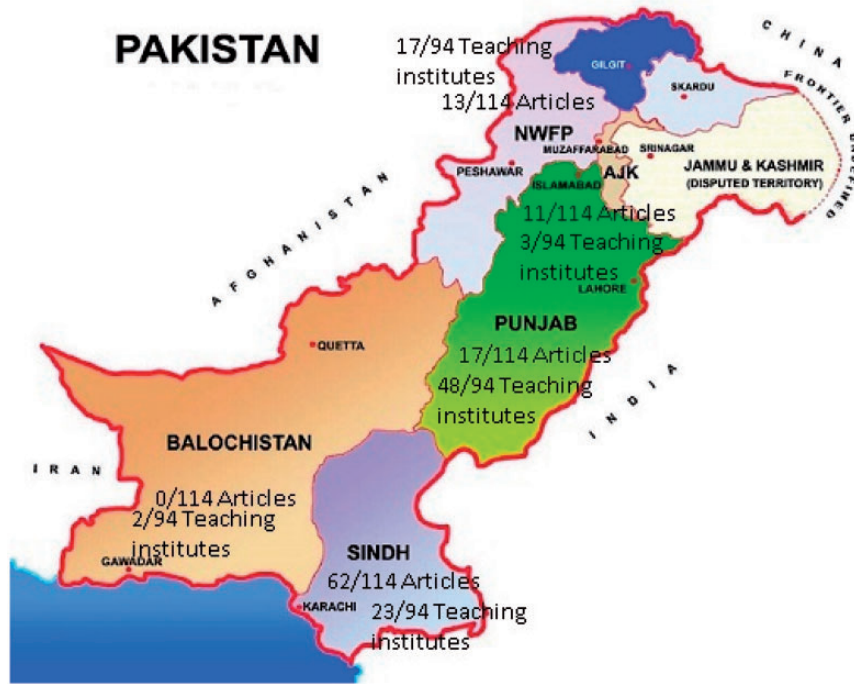 PAKISTAN
17/94 Teaching
institutes
13/114 Articles
CHINA
FRONTIER UNDEFINED
GILGIT
SKARDU
NWFP
MUZAFFARABAD
SRINAGAR
PESHAWAR
AJK
JAMMU & KASHMIR
(DISPUTED TERRITORY)
ISLAMABAD
11/114 Articles
3/94 Teaching
institutes
AFGHANISTAN
LAHORE
PUNJAB
QUETTA
17/114 Articles
48/94 Teaching
institutes
INDIA
BALOCHISTAN
IRAN
0/114 Articles
2/94 Teaching
institutes
GAWADAR
SINDH
62/114 Articles
KARACHI
23/94 Teaching
institutes